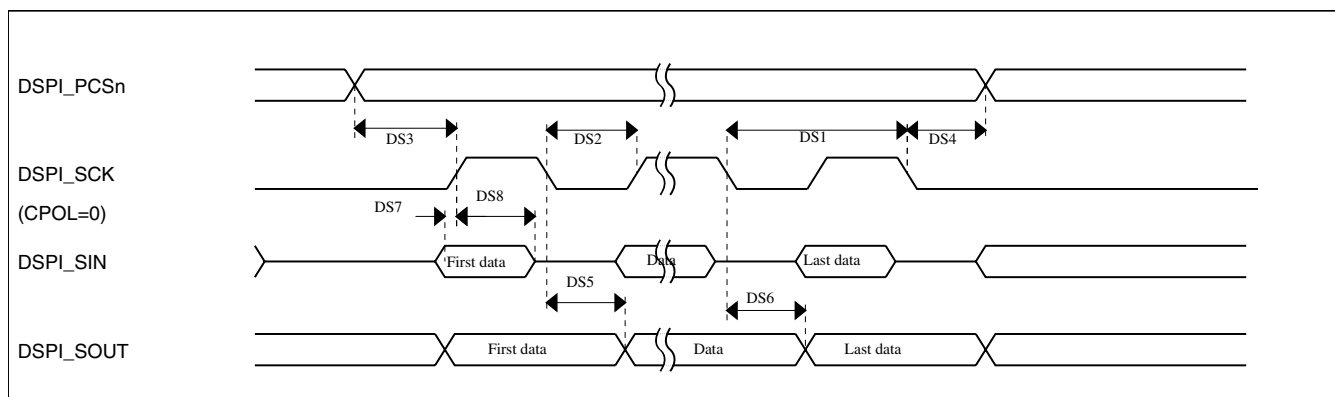 DSPI_PCSn
DS3
DS2
DS1
DS4
DSPI_SCK
(CPOL=0)
DS7
DS8
DSPI_SIN
First data
Data
Last data
DS5
DS6
DSPI_SOUT
First data
Data
Last data